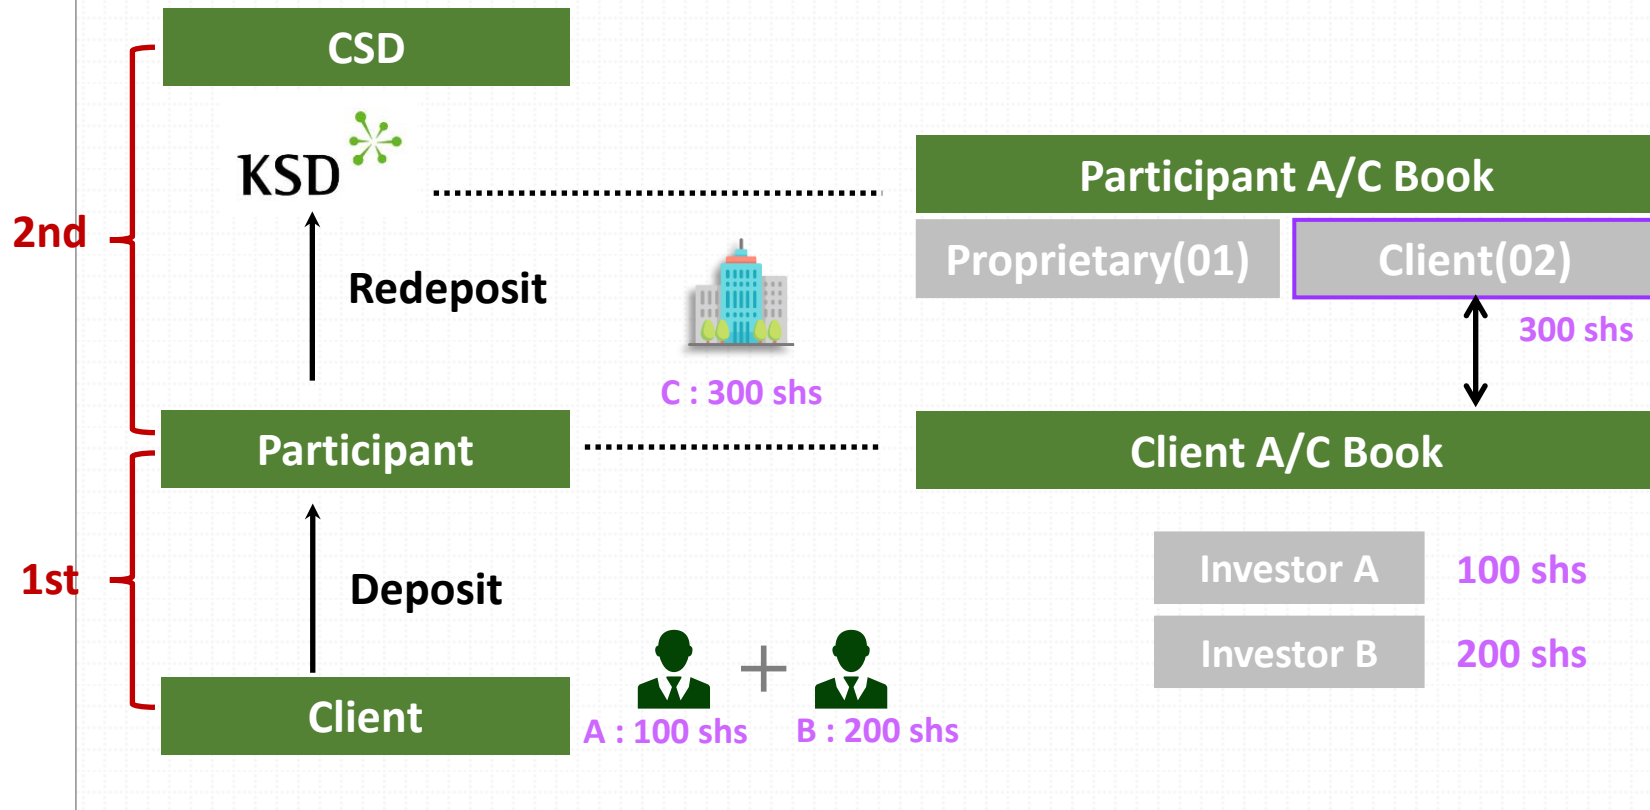 CSD
KSD
Participant A/C Book
2nd
Proprietary(01)
Client(02)
Redeposit
300 shs
C : 300 shs
Participant
Client A/C Book
1st
Deposit
Investor A
100 shs
Investor B
200 shs
Client
A : 100 shs
B : 200 shs